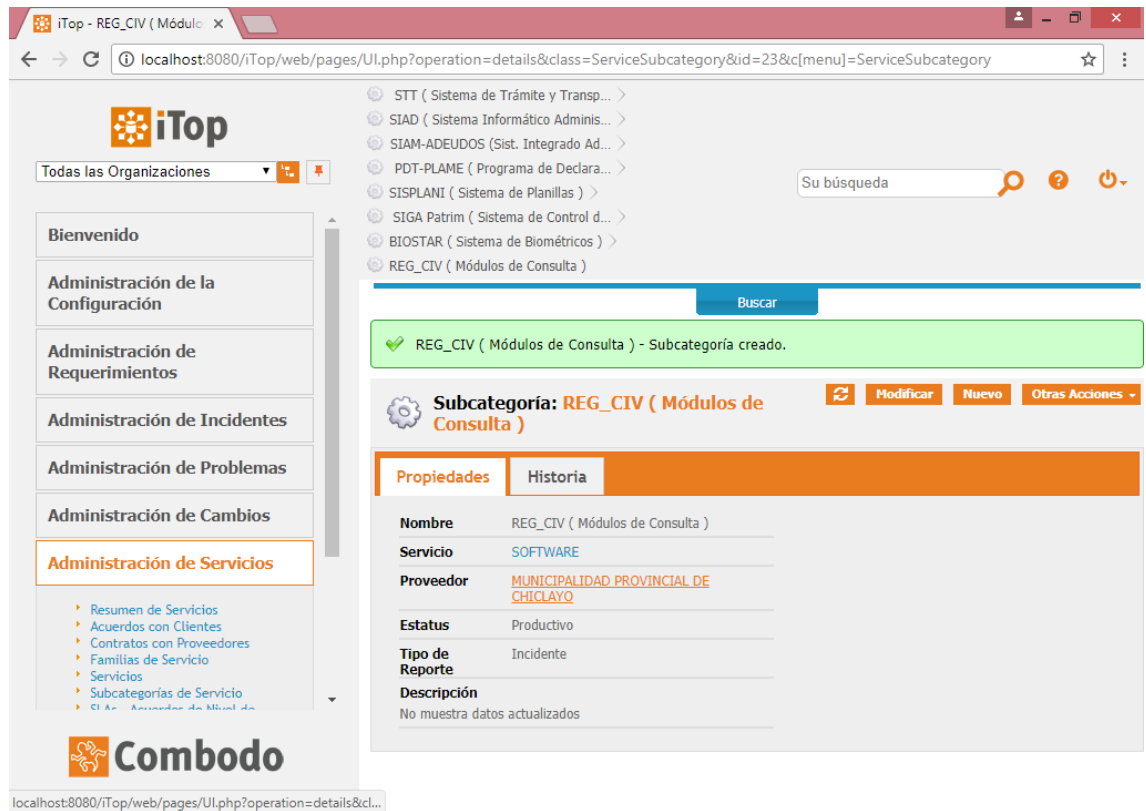 iTop - REG_CIV ( Módulo
localhost:8080/iTop/web/pages/UI.php?operation=details&class=ServiceSubcategory&id=23&c[menu]=ServiceSubcategory
iTop
Todas las Organizaciones
Bienvenido
Administración de la
Configuración
Administración de
Requerimientos
Administración de Incidentes
Administración de Problemas
Administración de Cambios
Administración de Servicios
Resumen de Servicios
Acuerdos con Clientes
Contratos con Proveedores
Familias de Servicio
Servicios
Subcategorías de Servicio
SLAs - Acuerdos de Nivel de
Combodo
STT ( Sistema de Trámite y Transp...
SIAD ( Sistema Informático Adminis...
SIAM-ADEUDOS (Sist. Integrado Ad...
PDT-PLAME ( Programa de Declara...
SISPLANI ( Sistema de Planillas )
SIGA Patrim ( Sistema de Control d...
BIOSTAR ( Sistema de Biométricos )
REG_CIV ( Módulos de Consulta )
Su búsqueda
Buscar
REG_CIV ( Módulos de Consulta ) - Subcategoría creado.
Subcategoría: REG_CIV ( Módulos de
Consulta )
Modificar Nuevo Otras Acciones
Propiedades Historia
Nombre REG_CIV ( Módulos de Consulta )
Servicio SOFTWARE
Proveedor MUNICIPALIDAD PROVINCIAL DE
CHICLAYO
Estatus Productivo
Tipo de Incidente
Reporte
Descripción
No muestra datos actualizados
localhost:8080/iTop/web/pages/UI.php?operation=details&cl...